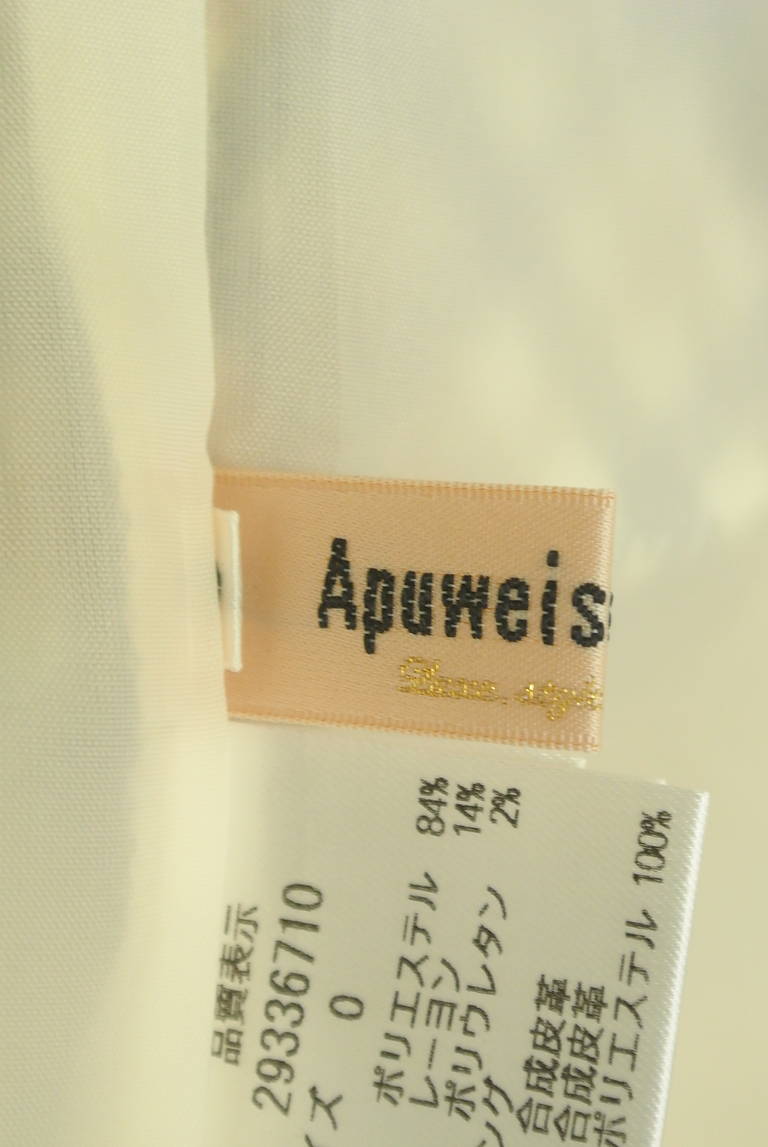 Apuweis
品質表示
29336710
イズ 0
ポリエステル 84%
レーヨン 14%
ポリウレタン 2%
ング
合成皮革
合成皮革
ポリエステル 100%